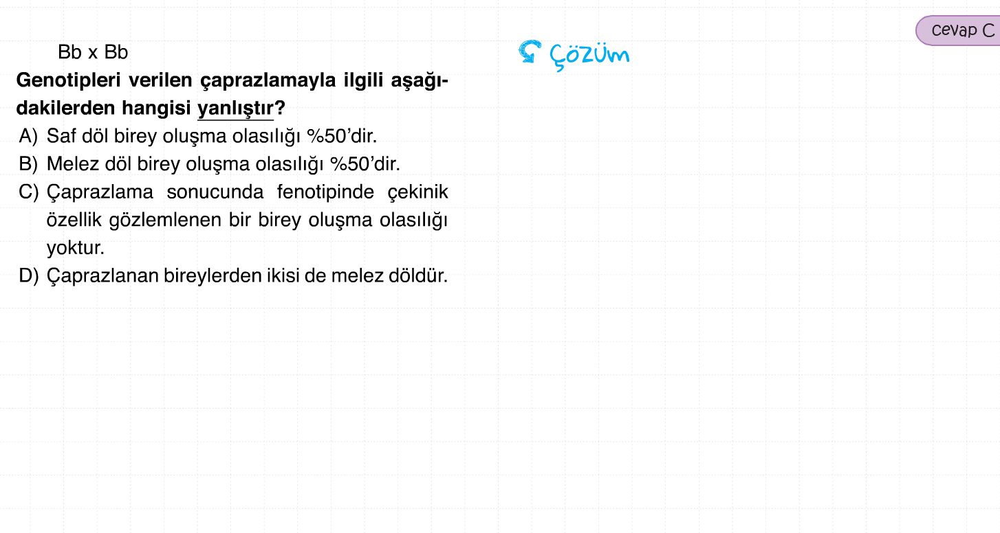 Bb x Bb
Genotipleri verilen çaprazlamayla ilgili aşağı-
dakilerden hangisi yanlıştır?
A) Saf döl birey oluşma olasılığı %50’dir.
B) Melez döl birey oluşma olasılığı %50’dir.
C) Çaprazlama sonucunda fenotipinde çekinik
özellik gözlemlenen bir birey oluşma olasılığı
yoktur.
D) Çaprazlanan bireylerden ikisi de melez döldür.
Çözüm
cevap C